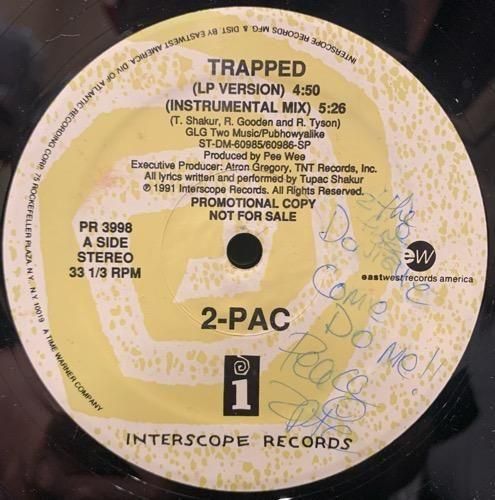 INTERSCOPE RECORDS MFG. & DIST. BY EASTWEST AMERICA, DIV. OF ATLANTIC RECORDING CORP. 75 ROCKEFELLER PLAZA, N.Y., N.Y. 10019
A TIME WARNER COMPANY
TRAPPED
(LP VERSION) 4:50
(INSTRUMENTAL MIX) 5:26
(T. Shakur, R. Gooden and R. Tyson)
GLG Two Music/Pubhowyalike
ST-DM-60985/60986-SP
Produced by Pee Wee
Executive Producer: Atron Gregory, TNT Records, Inc.
All lyrics written and performed by Tupac Shakur
℗ 1991 Interscope Records. All Rights Reserved.
PROMOTIONAL COPY
NOT FOR SALE
PR 3998
A SIDE
STEREO
33 1/3 RPM
ew
eastwest records america
2-PAC
the
Come
Do Me!!
Peace
i
INTERSCOPE RECORDS